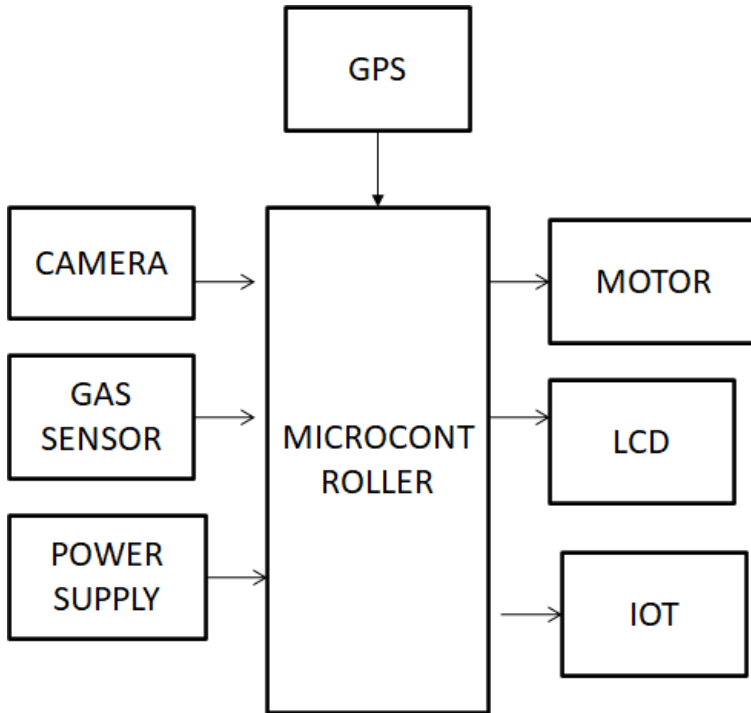 GPS
CAMERA
GAS
SENSOR
POWER
SUPPLY
MICROCONT
ROLLER
MOTOR
LCD
IOT